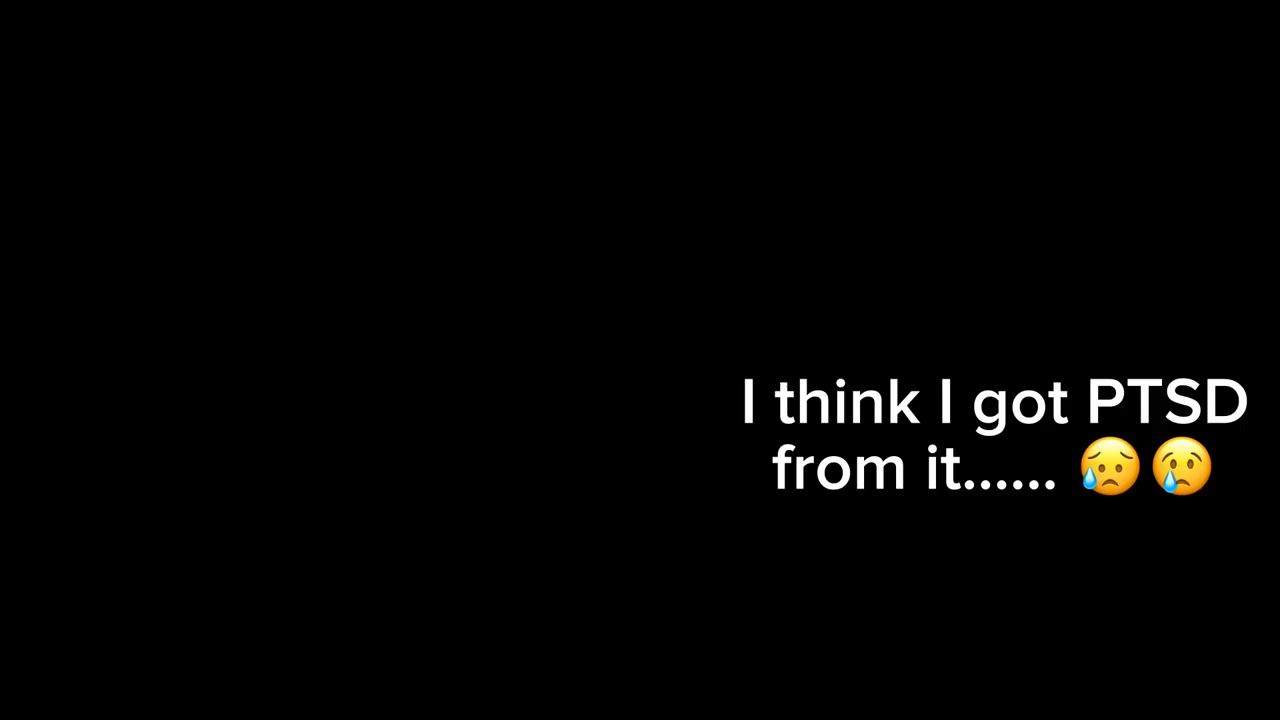 I think I got PTSD
from it...... 😥😢